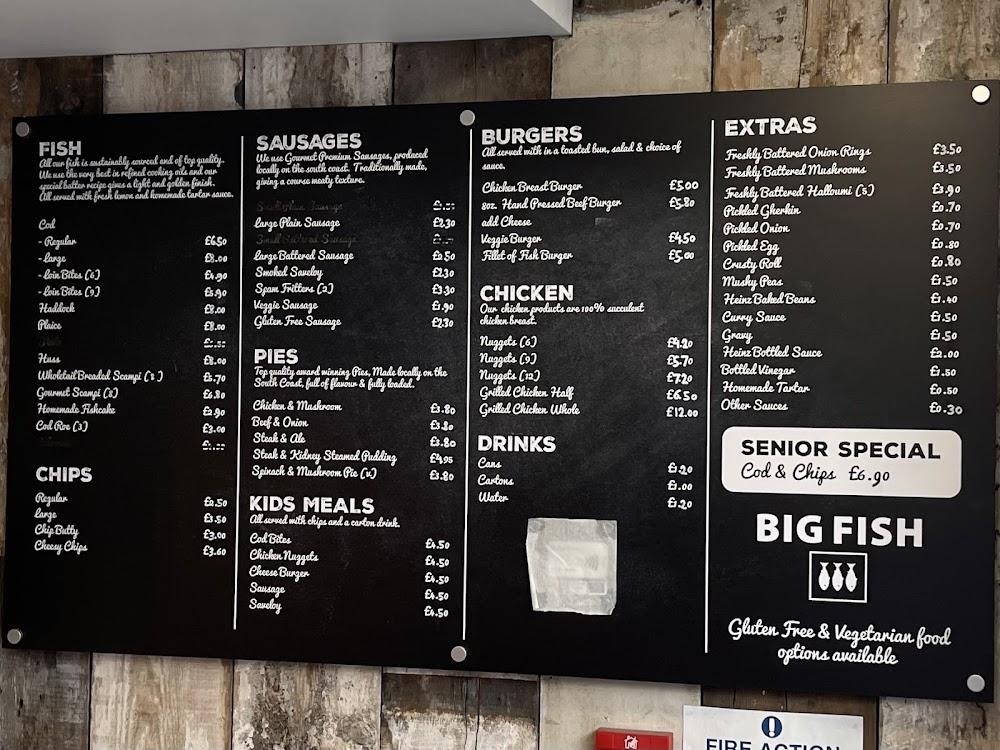 FISH
All our fish is sustainably sourced and of top quality.
We use the very best in refined cooking oils and our
special batter recipe gives a light and golden finish.
All served with fresh lemon and homemade tartar sauce.
Cod
- Regular £6.50
- Large £8.00
- Loin Bites (6) £4.90
- Loin Bites (9) £5.90
Haddock £8.00
Plaice £8.00
Huss £8.00
Wholetail Breaded Scampi (8) £5.70
Gourmet Scampi (8) £6.80
Homemade Fishcake £2.90
Cod Roe (3) £3.00
CHIPS
Regular £2.50
Large £3.50
Chip Butty £3.00
Cheesy Chips £3.60
SAUSAGES
We use Gourmet Premium Sausages, produced
locally on the south coast. Traditionally made,
giving a course meaty texture.
Small Plain Sausage
Large Plain Sausage £2.30
Small Battered Sausage
Large Battered Sausage £2.50
Smoked Saveloy £2.30
Spam Fritters (2) £3.30
Veggie Sausage £1.90
Gluten Free Sausage £2.30
PIES
Top quality award winning Pies, Made locally on the
South Coast, full of flavour & fully loaded.
Chicken & Mushroom £3.80
Beef & Onion £3.80
Steak & Ale £3.80
Steak & Kidney Steamed Pudding £4.95
Spinach & Mushroom Pie (v) £3.80
KIDS MEALS
All served with chips and a carton drink.
Cod Bites £4.50
Chicken Nuggets £4.50
Cheese Burger £4.50
Sausage £4.50
Saveloy £4.50
BURGERS
All served with in a toasted bun, salad & choice of
sauce.
Chicken Breast Burger £5.00
8oz. Hand Pressed Beef Burger £5.80
add Cheese
Veggie Burger £4.50
Fillet of Fish Burger £5.00
CHICKEN
Our chicken products are 100% succulent
chicken breast.
Nuggets (6) £4.20
Nuggets (9) £5.70
Nuggets (12) £7.20
Grilled Chicken Half £6.50
Grilled Chicken Whole £12.00
DRINKS
Cans £1.20
Cartons £1.00
Water £1.20
EXTRAS
Freshly Battered Onion Rings £3.50
Freshly Battered Mushrooms £3.50
Freshly Battered Halloumi (5) £3.90
Pickled Gherkin £0.70
Pickled Onion £0.70
Pickled Egg £0.80
Crusty Roll £0.80
Mushy Peas £1.50
Heinz Baked Beans £1.40
Curry Sauce £1.50
Gravy £1.50
Heinz Bottled Sauce £2.00
Bottled Vinegar £1.50
Homemade Tartar £0.50
Other Sauces £0.30
SENIOR SPECIAL
Cod & Chips £6.90
BIG FISH
Gluten Free & Vegetarian food
options available
FIRE ACTION